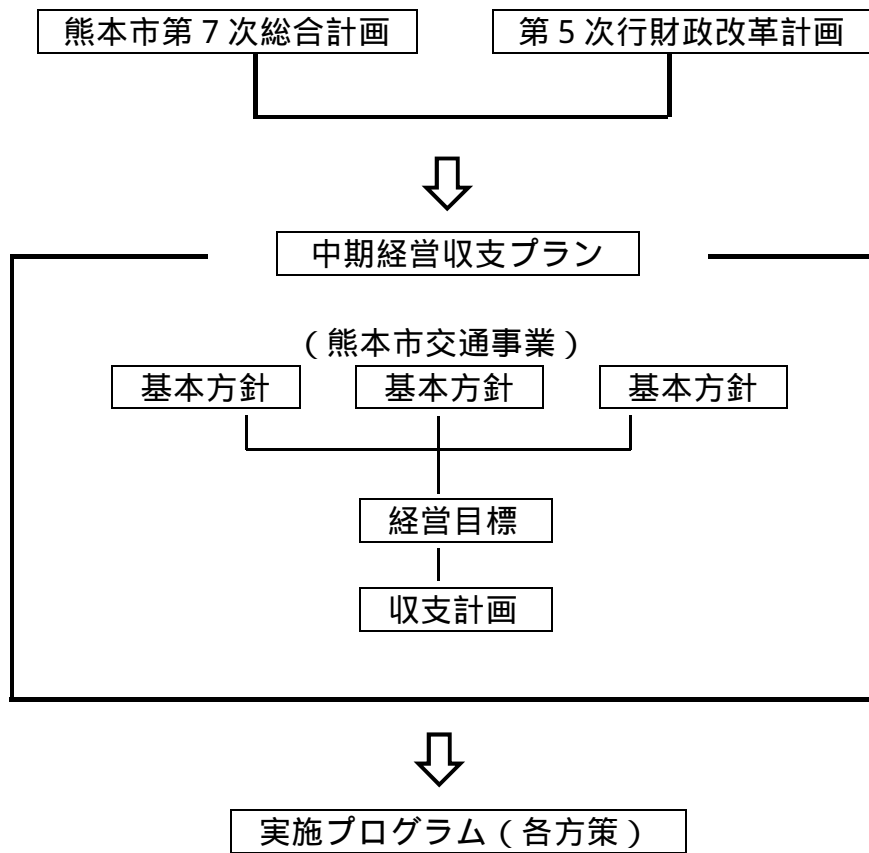 熊本市第７次総合計画
第５次行財政改革計画
中期経営収支プラン
（熊本市交通事業）
基本方針
基本方針
基本方針
経営目標
収支計画
実施プログラム（各方策）